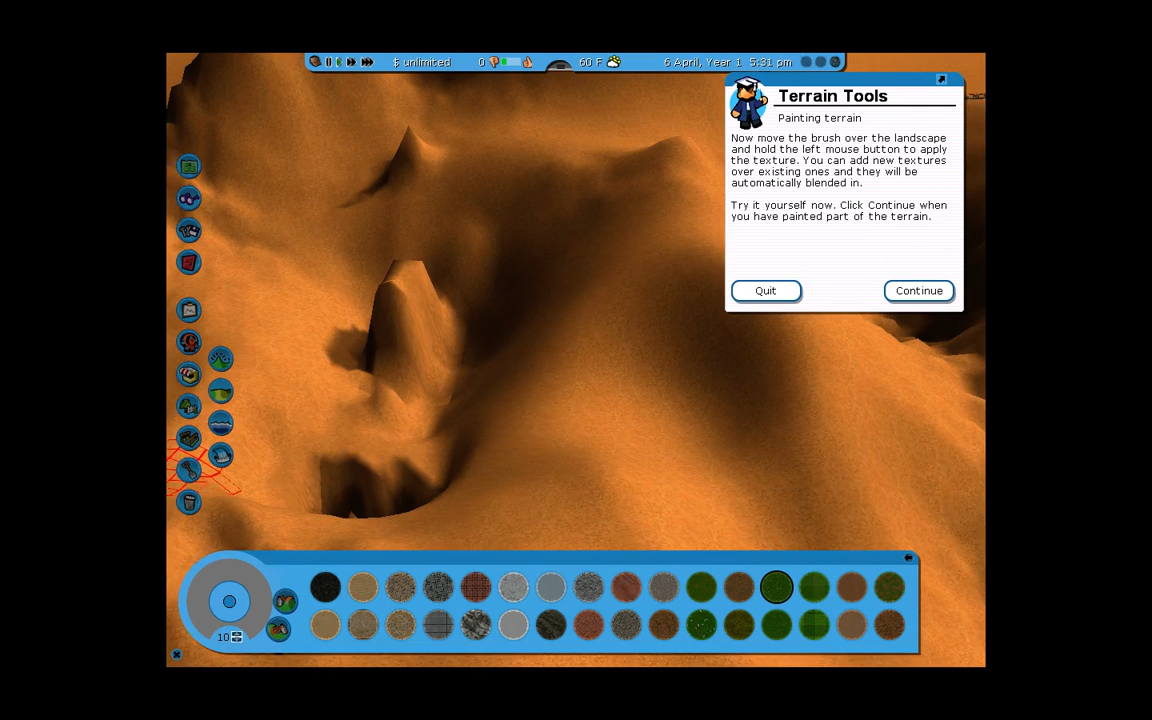 $ unlimited 0 60 F 6 April, Year 1 5:31 pm
Terrain Tools
Painting terrain
Now move the brush over the landscape
and hold the left mouse button to apply
the texture. You can add new textures
over existing ones and they will be
automatically blended in.
Try it yourself now. Click Continue when
you have painted part of the terrain.
Quit Continue
10